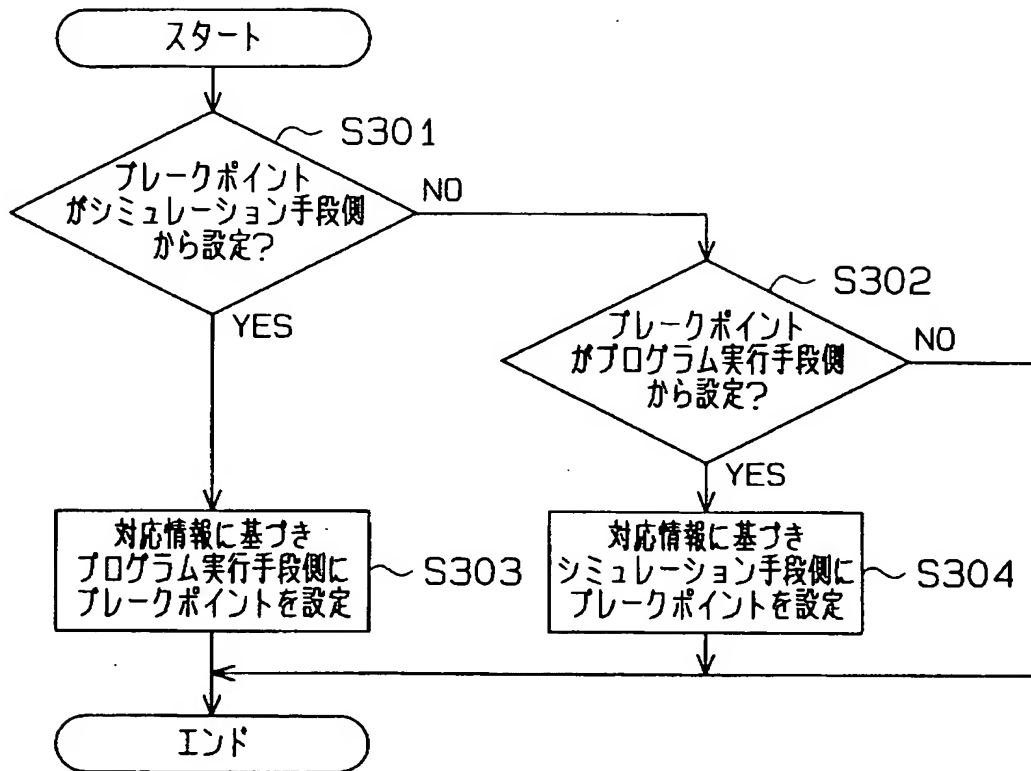 スタート
S301
ブレークポイント
がシミュレーション手段側
から設定?
NO
YES
S302
ブレークポイント
がプログラム実行手段側
から設定?
NO
YES
対応情報に基づき
プログラム実行手段側に
ブレークポイントを設定
S303
対応情報に基づき
シミュレーション手段側に
ブレークポイントを設定
S304
エンド